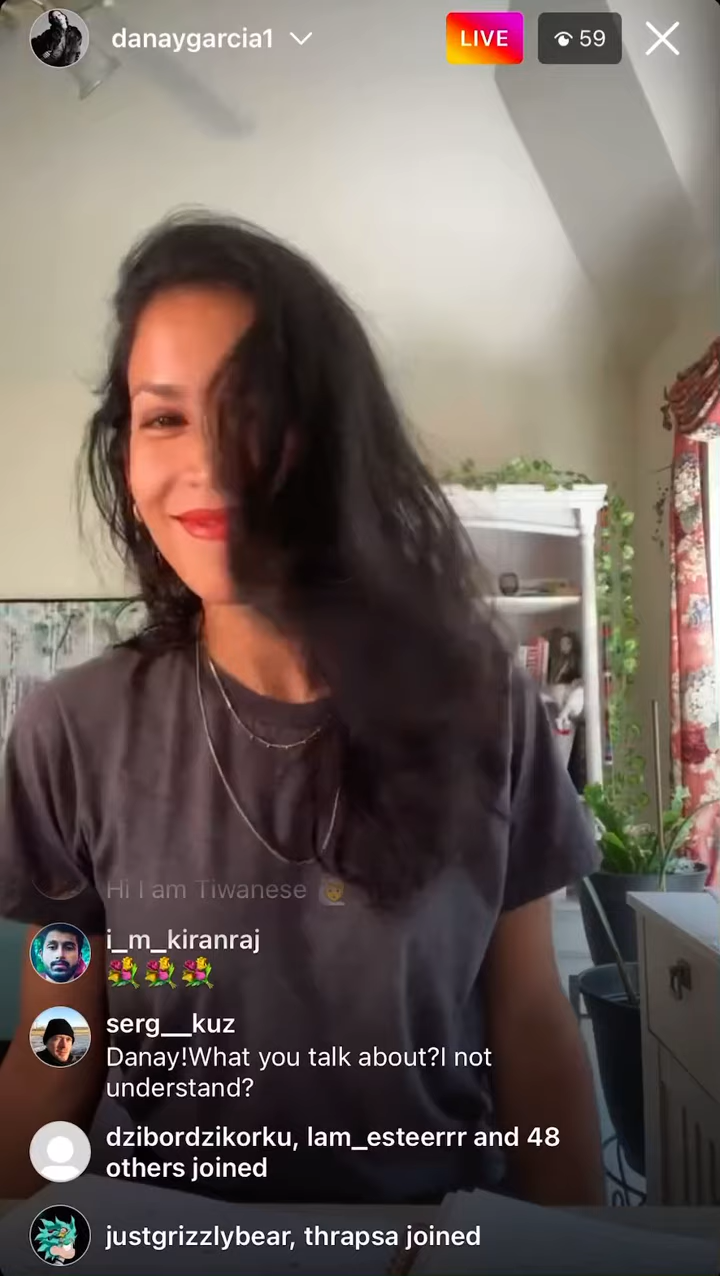 danaygarcia1
LIVE
59
Hi I am Tiwanese 🙋
i_m_kiranraj
💐💐💐
serg__kuz
Danay!What you talk about?I not
understand?
dzibordzikorku, Iam_esteerrr and 48
others joined
justgrizzlybear, thrapsa joined